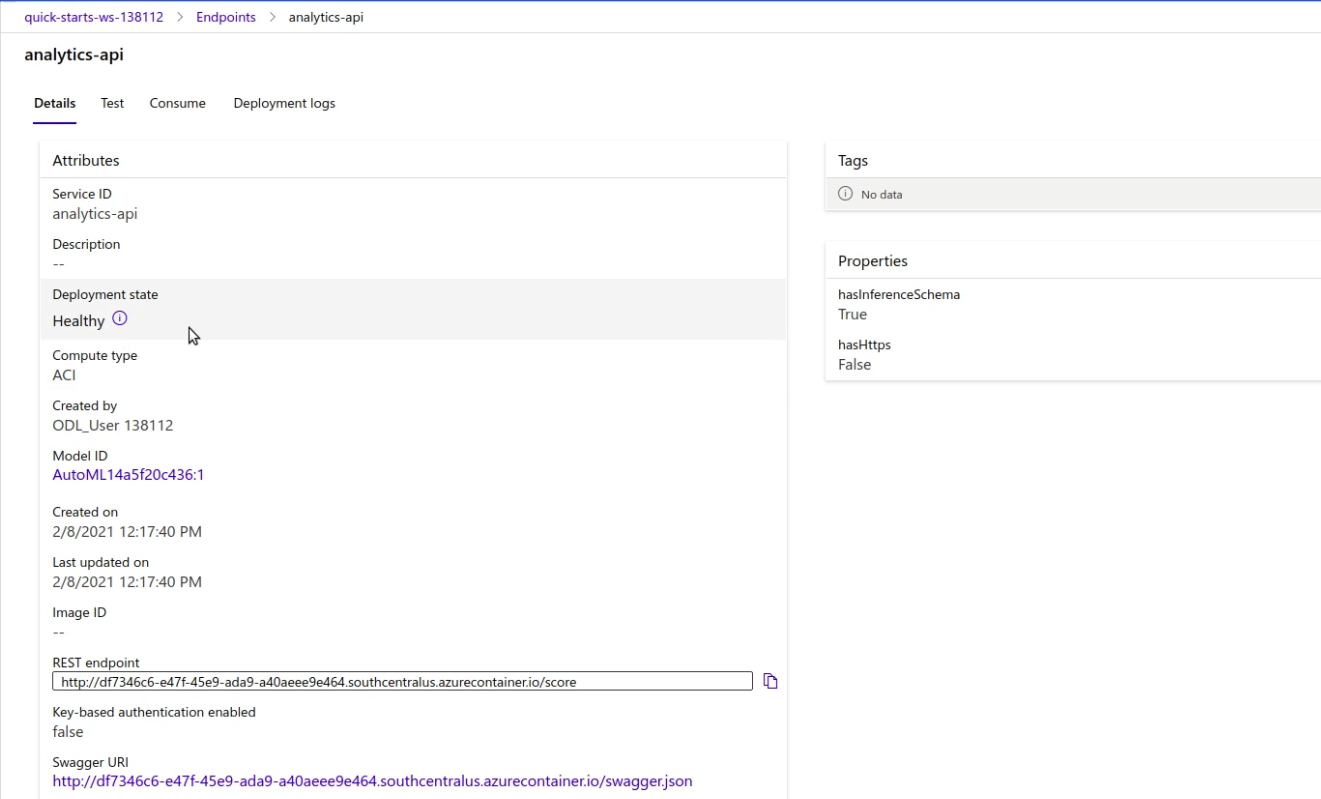 quick-starts-ws-138112 > Endpoints > analytics-api
analytics-api
Details Test Consume Deployment logs
Attributes
Service ID
analytics-api
Description
--
Deployment state
Healthy
Compute type
ACI
Created by
ODL_User 138112
Model ID
AutoML14a5f20c436:1
Created on
2/8/2021 12:17:40 PM
Last updated on
2/8/2021 12:17:40 PM
Image ID
--
REST endpoint
http://df7346c6-e47f-45e9-ada9-a40aeee9e464.southcentralus.azurecontainer.io/score
Key-based authentication enabled
false
Swagger URI
http://df7346c6-e47f-45e9-ada9-a40aeee9e464.southcentralus.azurecontainer.io/swagger.json
Tags
No data
Properties
hasInferenceSchema
True
hasHttps
False